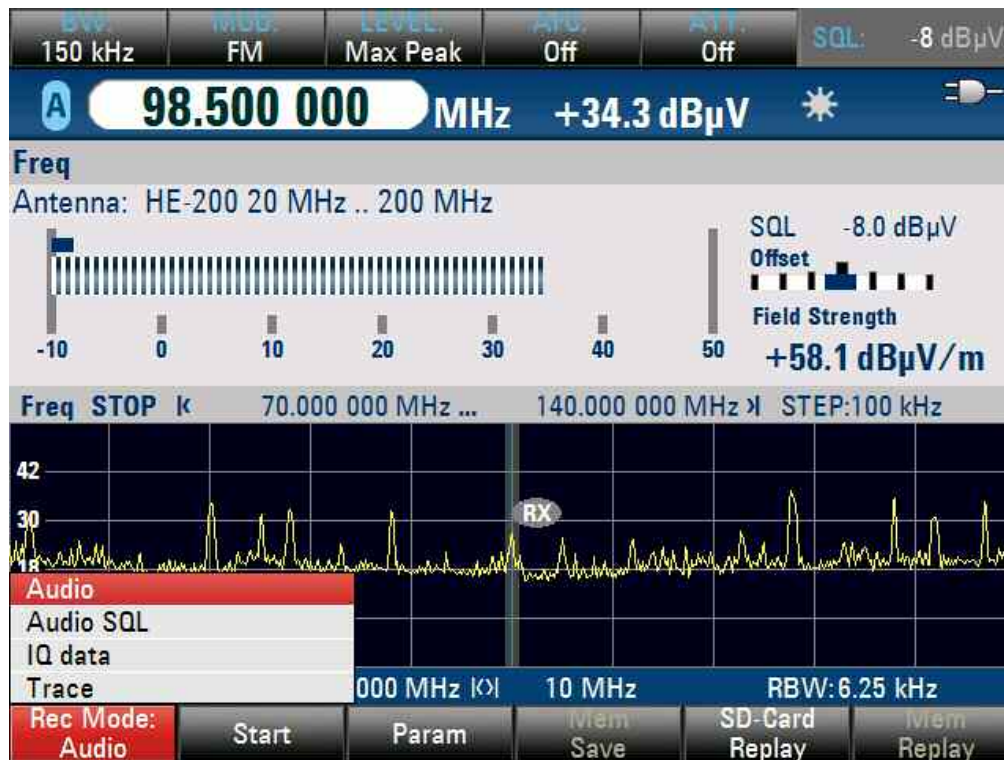 BW: MOD: LEVEL: AFC: ATT: SQL: -8 dBµV
150 kHz FM Max Peak Off Off
A 98.500 000 MHz +34.3 dBµV
Freq
Antenna: HE-200 20 MHz .. 200 MHz
SQL -8.0 dBµV
Offset
Field Strength
-10 0 10 20 30 40 50 +58.1 dBµV/m
Freq STOP 70.000 000 MHz ... 140.000 000 MHz STEP:100 kHz
42
30
RX
18
Audio
Audio SQL
IQ data
Trace
000 MHz 10 MHz RBW:6.25 kHz
Rec Mode: Audio
Start
Param
Mem Save
SD-Card Replay
Mem Replay